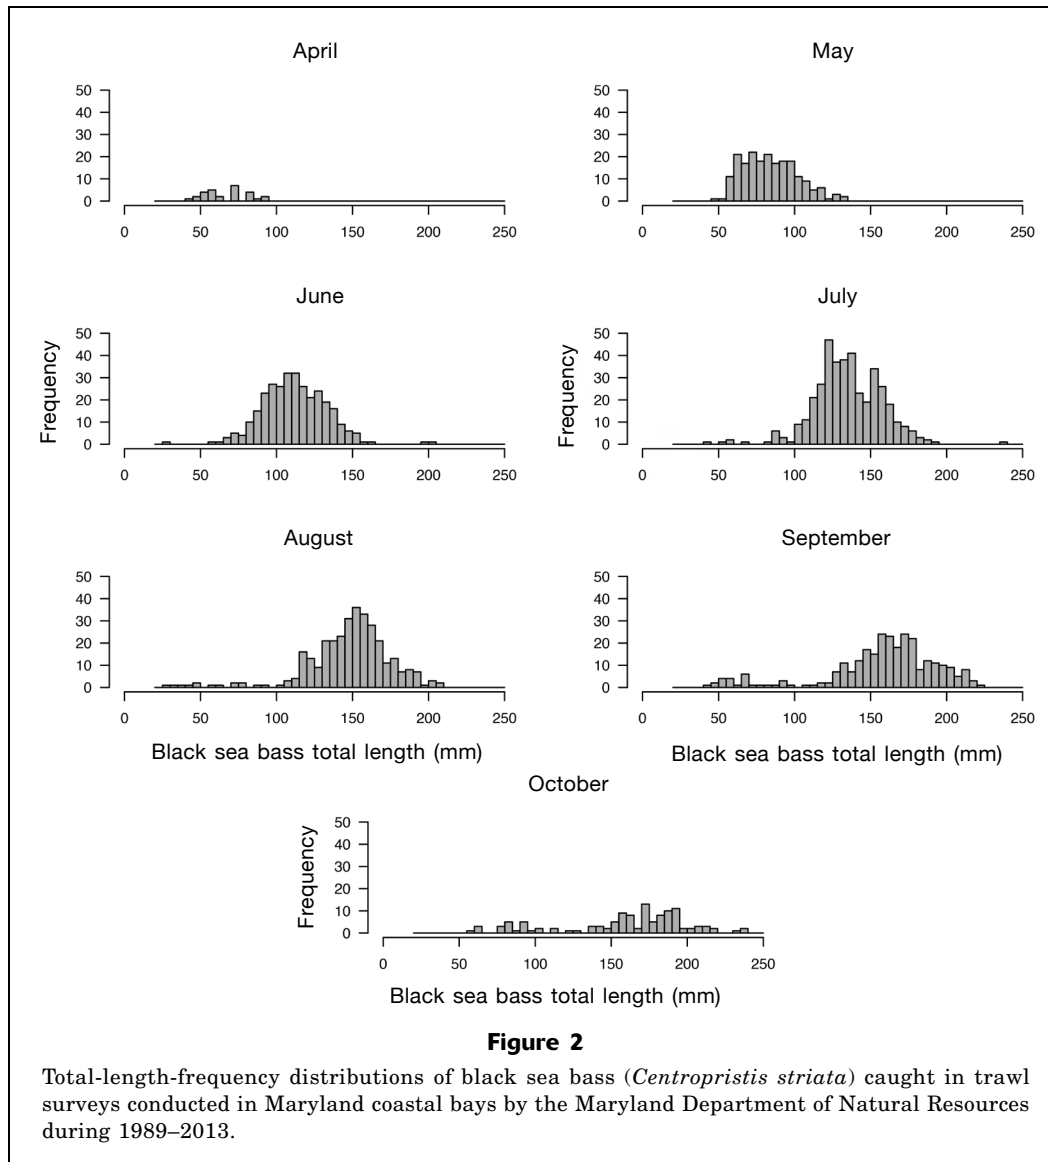 April
May
50
40
30
20
10
0
0 50 100 150 200 250
50
40
30
20
10
0
0 50 100 150 200 250
June
July
Frequency
50
40
30
20
10
0
0 50 100 150 200 250
Frequency
50
40
30
20
10
0
0 50 100 150 200 250
August
September
50
40
30
20
10
0
0 50 100 150 200 250
Black sea bass total length (mm)
50
40
30
20
10
0
0 50 100 150 200 250
Black sea bass total length (mm)
October
Frequency
50
40
30
20
10
0
0 50 100 150 200 250
Black sea bass total length (mm)
Figure 2
Total-length-frequency distributions of black sea bass (Centropristis striata) caught in trawl
surveys conducted in Maryland coastal bays by the Maryland Department of Natural Resources
during 1989–2013.